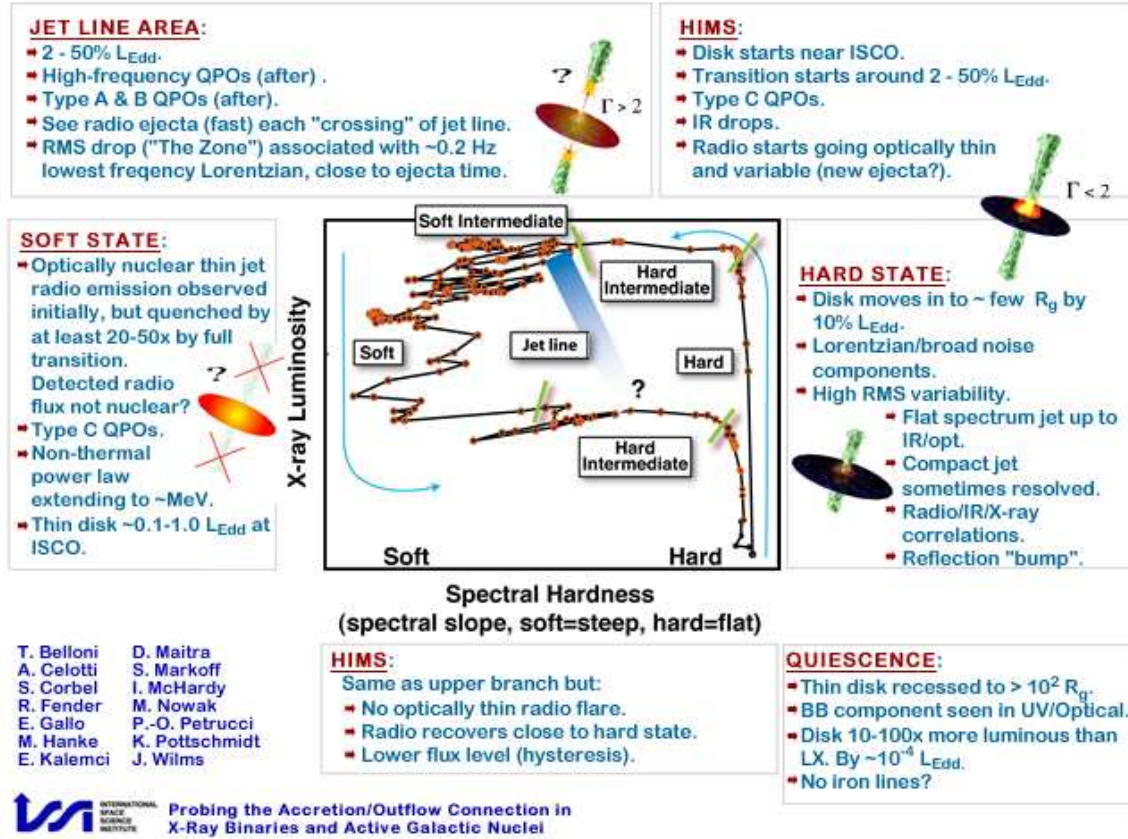 JET LINE AREA:
➡ 2 - 50% L_Edd.
➡ High-frequency QPOs (after) .
➡ Type A & B QPOs (after).
➡ See radio ejecta (fast) each "crossing" of jet line.
➡ RMS drop ("The Zone") associated with ~0.2 Hz
lowest freqency Lorentzian, close to ejecta time.
?
Γ > 2
HIMS:
➡ Disk starts near ISCO.
➡ Transition starts around 2 - 50% L_Edd.
➡ Type C QPOs.
➡ IR drops.
➡ Radio starts going optically thin
and variable (new ejecta?).
Γ < 2
SOFT STATE:
➡ Optically nuclear thin jet
radio emission observed
initially, but quenched by
at least 20-50x by full
transition.
Detected radio
flux not nuclear?
➡ Type C QPOs.
➡ Non-thermal
power law
extending to ~MeV.
➡ Thin disk ~0.1-1.0 L_Edd at
ISCO.
?
X-ray Luminosity
Soft Intermediate
Hard
Intermediate
Soft
Jet line
Hard
?
Hard
Intermediate
Soft
Hard
Spectral Hardness
(spectral slope, soft=steep, hard=flat)
HARD STATE:
➡ Disk moves in to ~ few R_g by
10% L_Edd.
➡ Lorentzian/broad noise
components.
➡ High RMS variability.
➡ Flat spectrum jet up to
IR/opt.
➡ Compact jet
sometimes resolved.
➡ Radio/IR/X-ray
correlations.
➡ Reflection "bump".
T. Belloni
A. Celotti
S. Corbel
R. Fender
E. Gallo
M. Hanke
E. Kalemci
D. Maitra
S. Markoff
I. McHardy
M. Nowak
P.-O. Petrucci
K. Pottschmidt
J. Wilms
HIMS:
Same as upper branch but:
➡ No optically thin radio flare.
➡ Radio recovers close to hard state.
➡ Lower flux level (hysteresis).
QUIESCENCE:
➡ Thin disk recessed to > 10² R_g.
➡ BB component seen in UV/Optical.
➡ Disk 10-100x more luminous than
LX. By ~10⁻⁴ L_Edd.
➡ No iron lines?
INTERNATIONAL
SPACE
SCIENCE
INSTITUTE
Probing the Accretion/Outflow Connection in
X-Ray Binaries and Active Galactic Nuclei